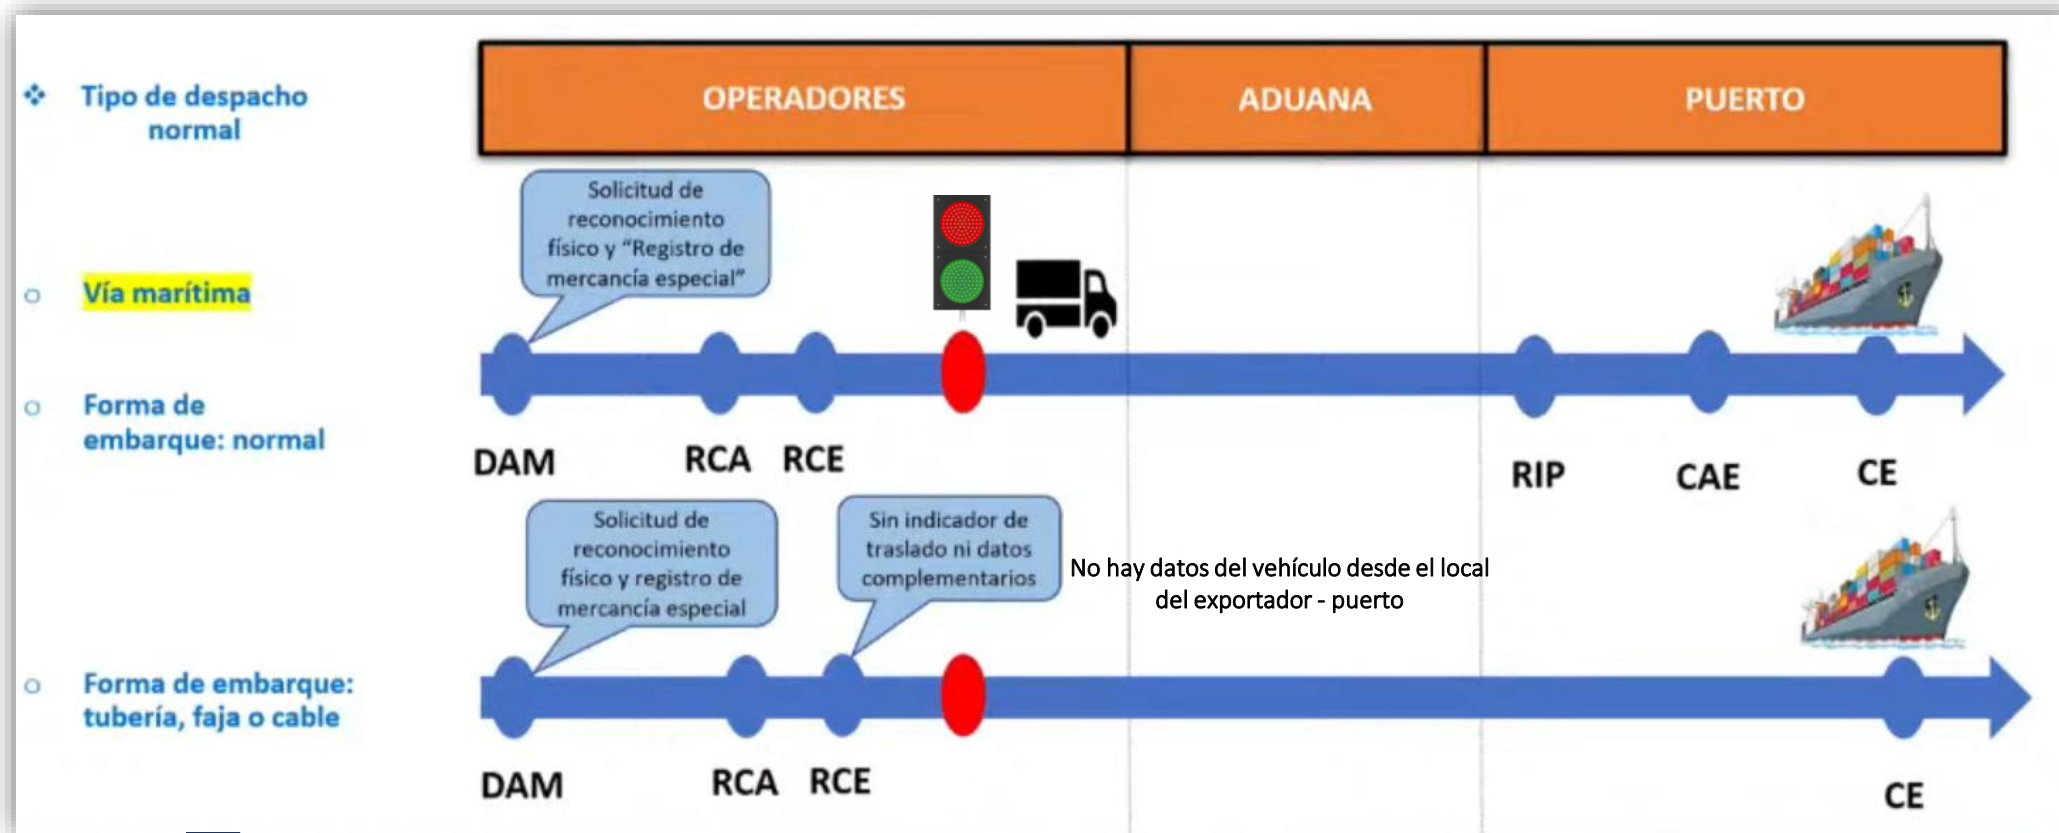 ❖ Tipo de despacho
normal
OPERADORES
ADUANA
PUERTO
Solicitud de
reconocimiento
físico y “Registro de
mercancía especial”
o Vía marítima
o Forma de
embarque: normal
DAM
RCA
RCE
RIP
CAE
CE
Solicitud de
reconocimiento
físico y registro de
mercancía especial
Sin indicador de
traslado ni datos
complementarios
No hay datos del vehículo desde el local
del exportador - puerto
o Forma de embarque:
tubería, faja o cable
DAM
RCA
RCE
CE